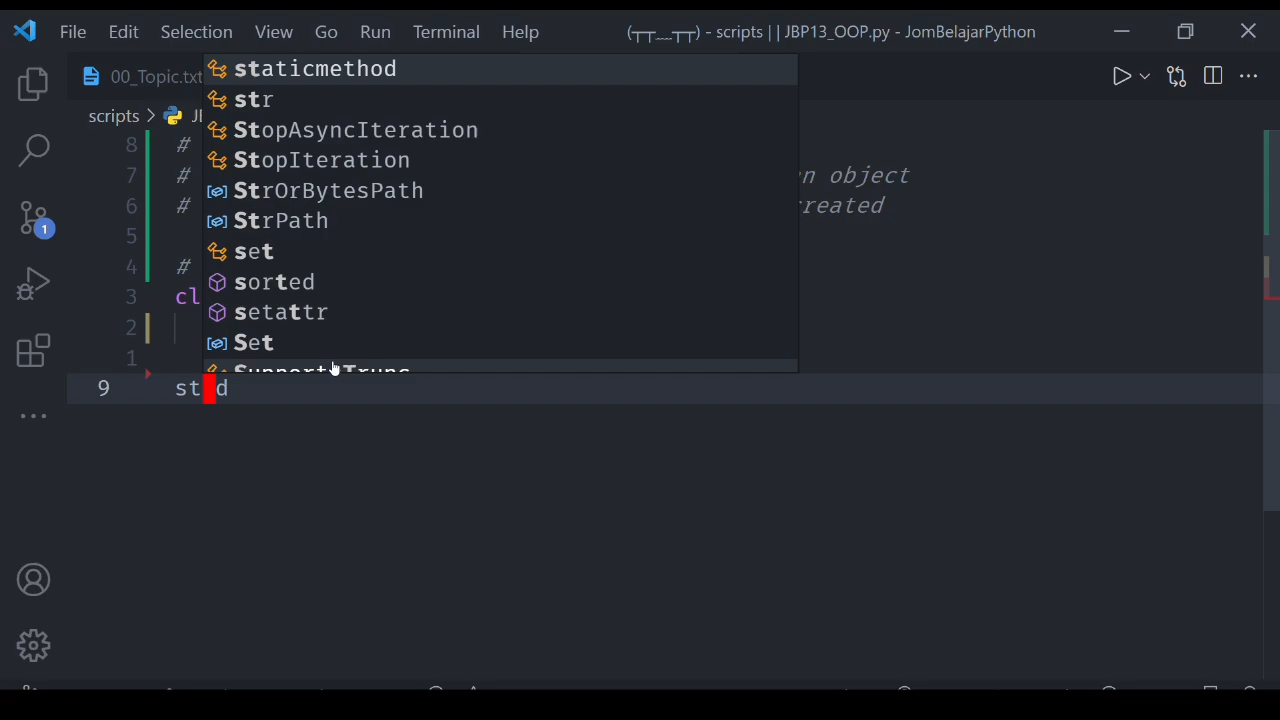 File Edit Selection View Go Run Terminal Help (┬┬﹏┬┬) - scripts || JBP13_OOP.py - JomBelajarPython
00_Topic.txt
scripts > JB
staticmethod
str
StopAsyncIteration
StopIteration
StrOrBytesPath
StrPath
set
sorted
setattr
Set
8 #
7 # n object
6 # reated
5
4 #
3 cl
2
1
9 st d
1